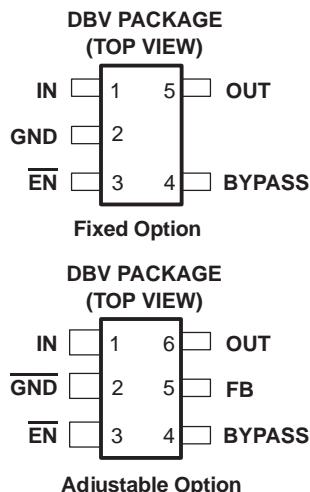 DBV PACKAGE
(TOP VIEW)
IN 1 5 OUT
GND 2
EN 3 4 BYPASS
Fixed Option
DBV PACKAGE
(TOP VIEW)
IN 1 6 OUT
GND 2 5 FB
EN 3 4 BYPASS
Adjustable Option